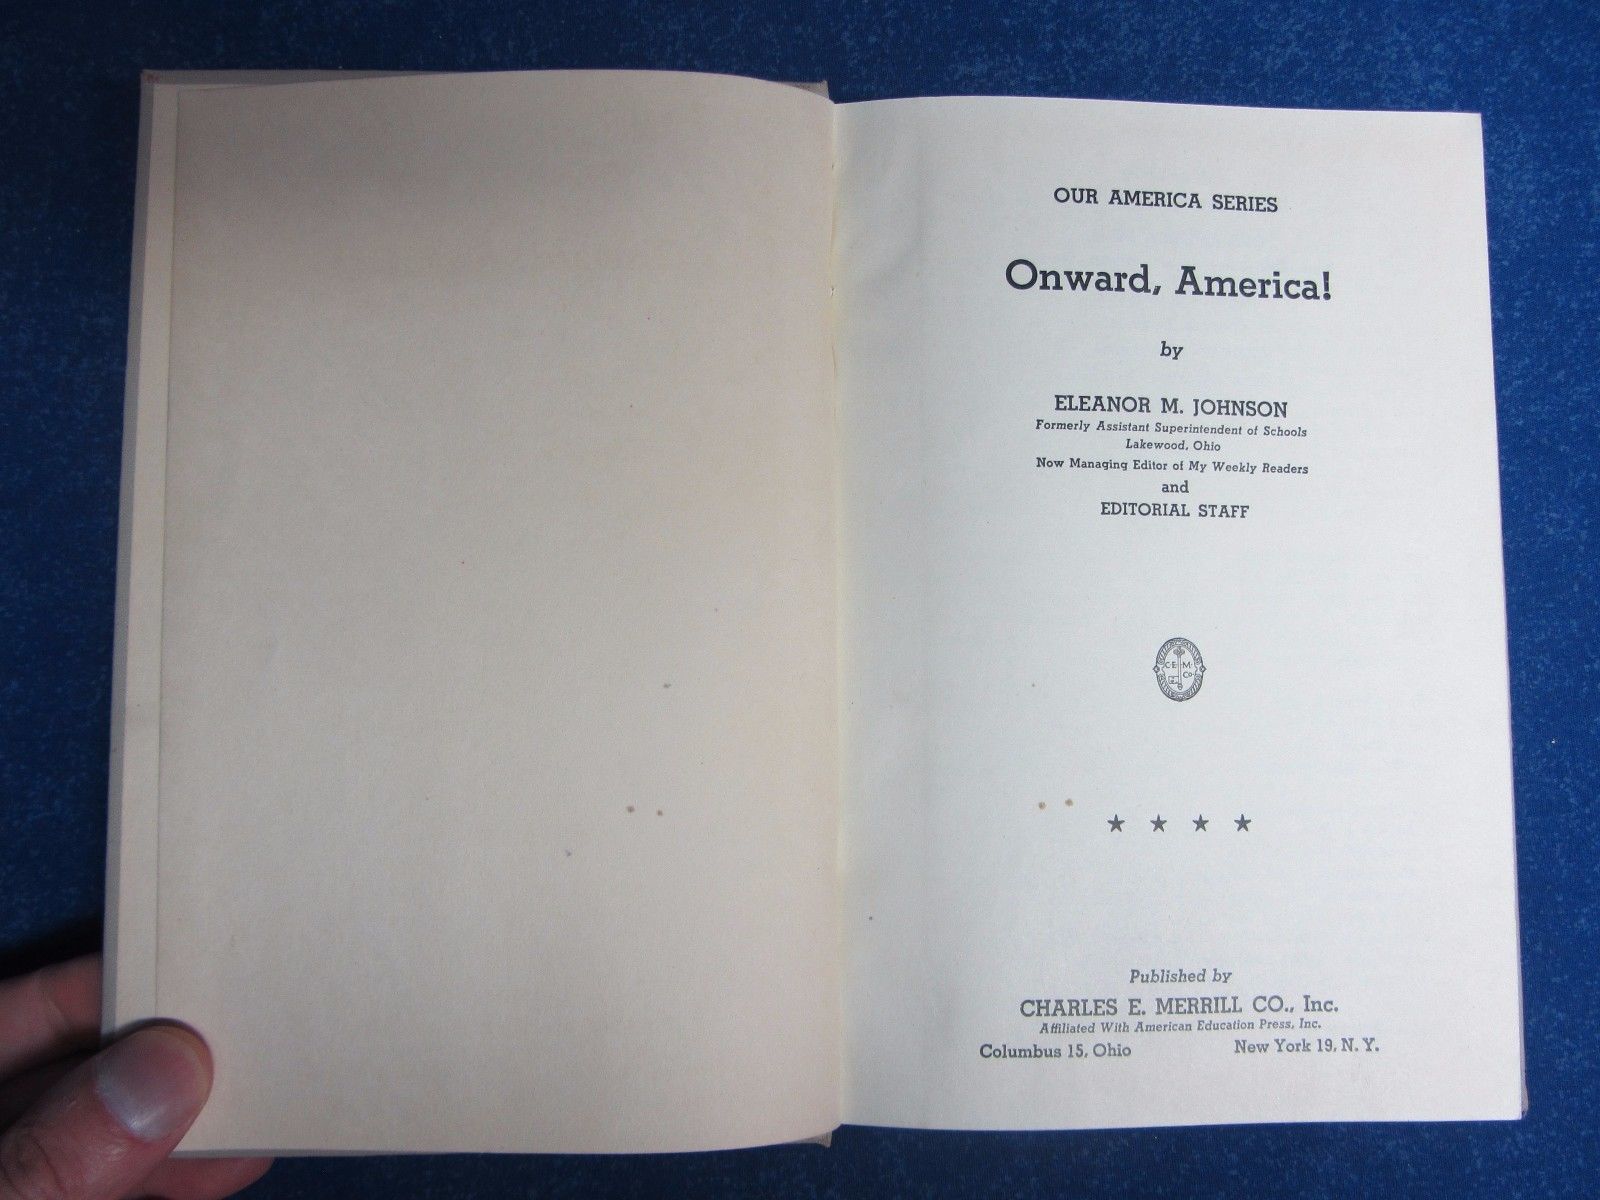 OUR AMERICA SERIES
Onward, America!
by
ELEANOR M. JOHNSON
Formerly Assistant Superintendent of Schools
Lakewood, Ohio
Now Managing Editor of My Weekly Readers
and
EDITORIAL STAFF
C·E·M·
Co·
Published by
CHARLES E. MERRILL CO., Inc.
Affiliated With American Education Press, Inc.
Columbus 15, Ohio New York 19, N. Y.